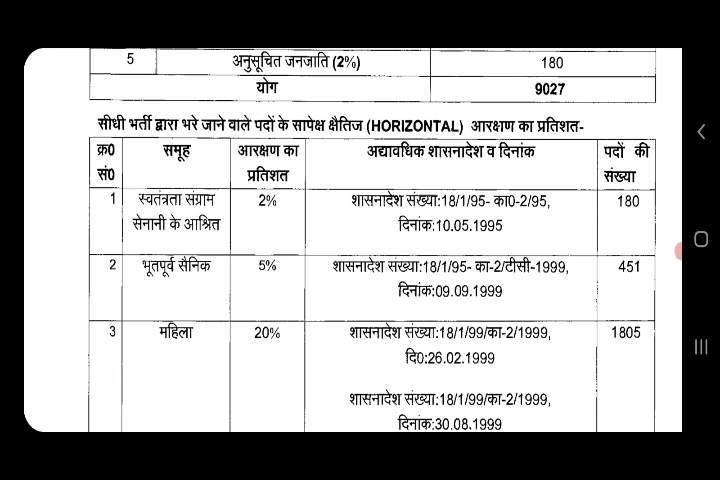 5 अनुसूचित जनजाति (2%) 180
योग 9027
सीधी भर्ती द्वारा भरे जाने वाले पदों के सापेक्ष क्षैतिज (HORIZONTAL) आरक्षण का प्रतिशत-
क्र0 समूह आरक्षण का अद्यावधिक शासनादेश व दिनांक पदों की
सं0 प्रतिशत संख्या
1 स्वतंत्रता संग्राम 2% शासनादेश संख्या:18/1/95- का0-2/95, 180
सेनानी के आश्रित दिनांक:10.05.1995
2 भूतपूर्व सैनिक 5% शासनादेश संख्या:18/1/95- का-2/टीसी-1999, 451
दिनांक:09.09.1999
3 महिला 20% शासनादेश संख्या:18/1/99/का-2/1999, 1805
दि0:26.02.1999
शासनादेश संख्या:18/1/99/का-2/1999,
दिनांक:30.08.1999